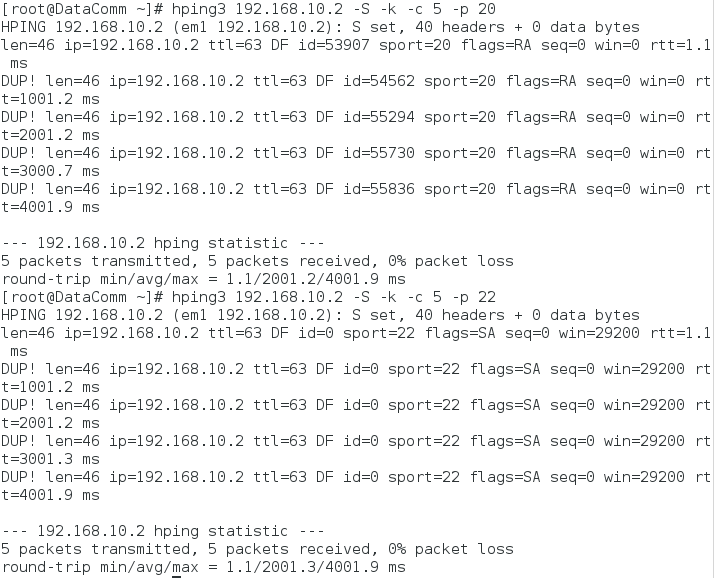 [root@DataComm ~]# hping3 192.168.10.2 -S -k -c 5 -p 20
HPING 192.168.10.2 (em1 192.168.10.2): S set, 40 headers + 0 data bytes
len=46 ip=192.168.10.2 ttl=63 DF id=53907 sport=20 flags=RA seq=0 win=0 rtt=1.1
 ms
DUP! len=46 ip=192.168.10.2 ttl=63 DF id=54562 sport=20 flags=RA seq=0 win=0 rt
t=1001.2 ms
DUP! len=46 ip=192.168.10.2 ttl=63 DF id=55294 sport=20 flags=RA seq=0 win=0 rt
t=2001.2 ms
DUP! len=46 ip=192.168.10.2 ttl=63 DF id=55730 sport=20 flags=RA seq=0 win=0 rt
t=3000.7 ms
DUP! len=46 ip=192.168.10.2 ttl=63 DF id=55836 sport=20 flags=RA seq=0 win=0 rt
t=4001.9 ms

--- 192.168.10.2 hping statistic ---
5 packets transmitted, 5 packets received, 0% packet loss
round-trip min/avg/max = 1.1/2001.2/4001.9 ms
[root@DataComm ~]# hping3 192.168.10.2 -S -k -c 5 -p 22
HPING 192.168.10.2 (em1 192.168.10.2): S set, 40 headers + 0 data bytes
len=46 ip=192.168.10.2 ttl=63 DF id=0 sport=22 flags=SA seq=0 win=29200 rtt=1.1
 ms
DUP! len=46 ip=192.168.10.2 ttl=63 DF id=0 sport=22 flags=SA seq=0 win=29200 rt
t=1001.2 ms
DUP! len=46 ip=192.168.10.2 ttl=63 DF id=0 sport=22 flags=SA seq=0 win=29200 rt
t=2001.2 ms
DUP! len=46 ip=192.168.10.2 ttl=63 DF id=0 sport=22 flags=SA seq=0 win=29200 rt
t=3001.3 ms
DUP! len=46 ip=192.168.10.2 ttl=63 DF id=0 sport=22 flags=SA seq=0 win=29200 rt
t=4001.9 ms

--- 192.168.10.2 hping statistic ---
5 packets transmitted, 5 packets received, 0% packet loss
round-trip min/avg/max = 1.1/2001.3/4001.9 ms